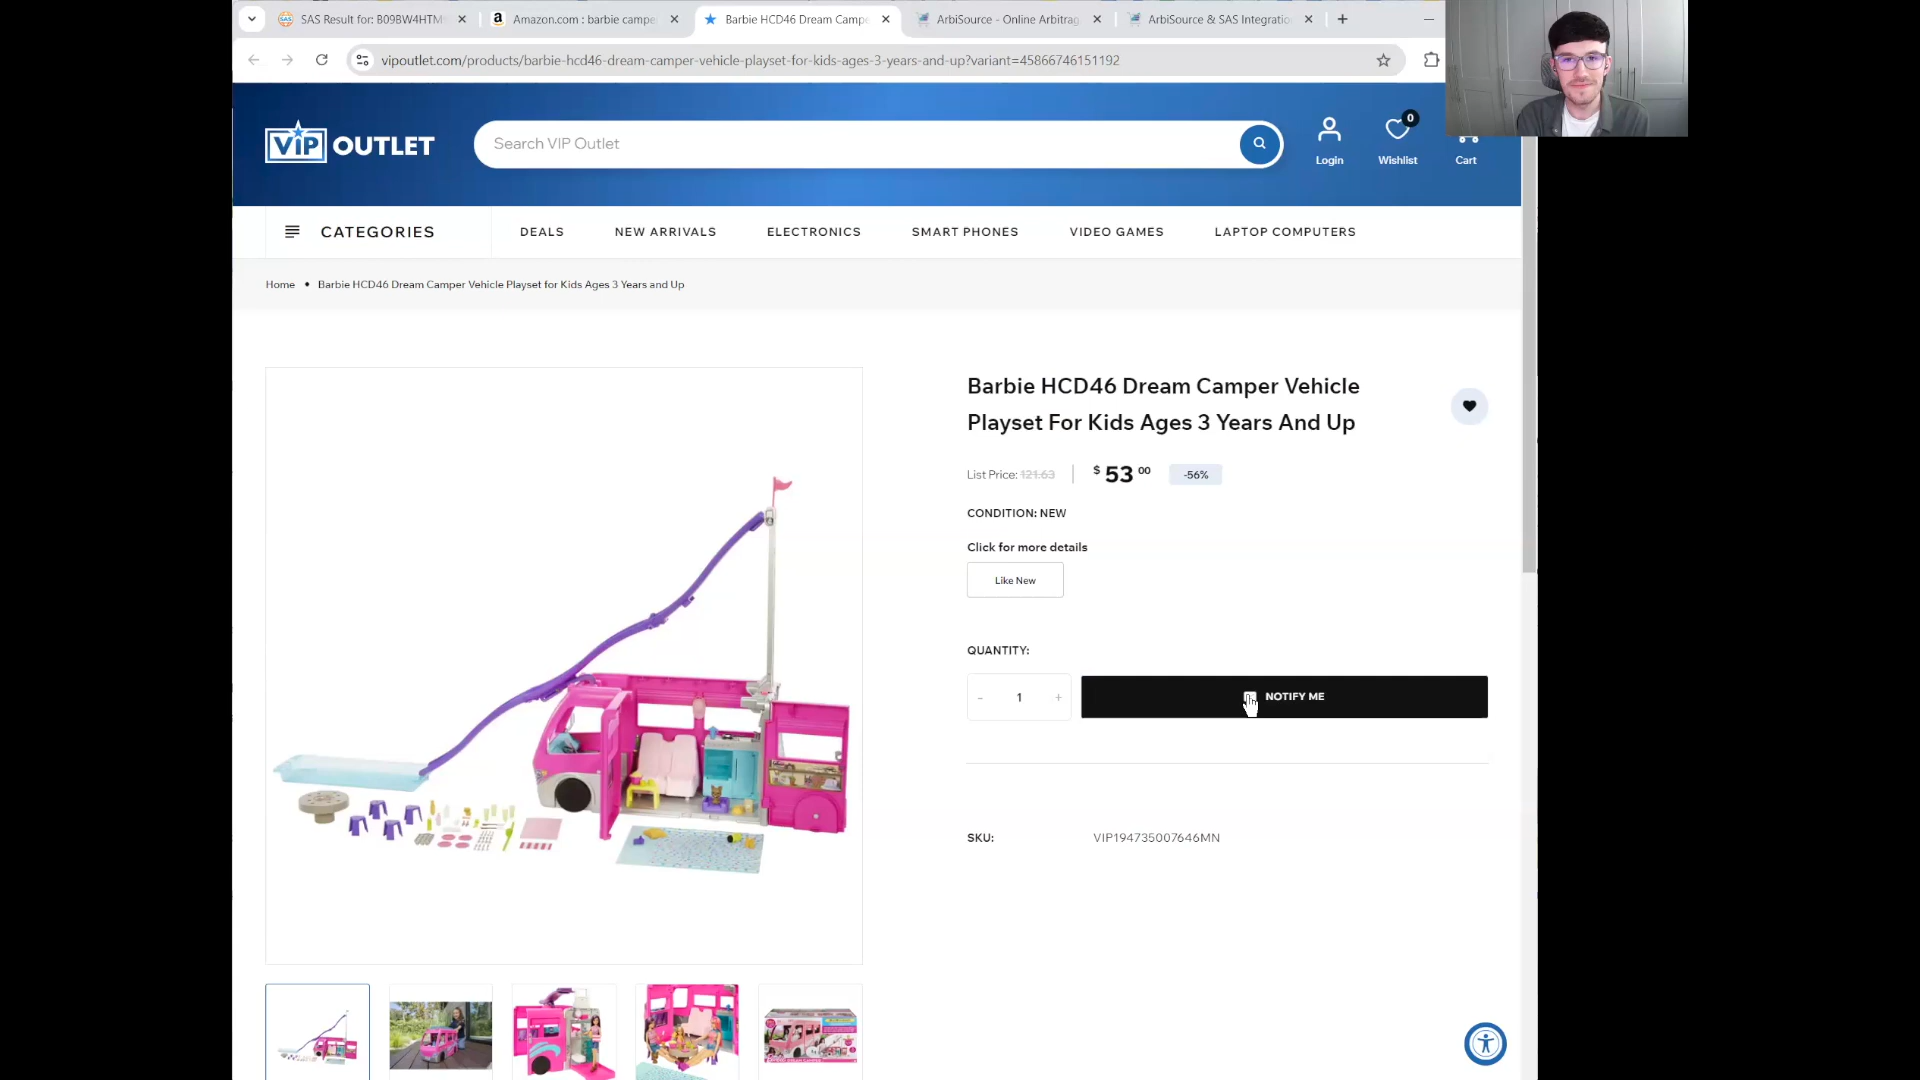 SAS Result for: B09BW4HTM
Amazon.com : barbie campe
Barbie HCD46 Dream Campe
ArbiSource - Online Arbitrag
ArbiSource & SAS Integratio
vipoutlet.com/products/barbie-hcd46-dream-camper-vehicle-playset-for-kids-ages-3-years-and-up?variant=45866746151192
VIP OUTLET
Search VIP Outlet
Login
0
Wishlist
Cart
CATEGORIES
DEALS
NEW ARRIVALS
ELECTRONICS
SMART PHONES
VIDEO GAMES
LAPTOP COMPUTERS
Home • Barbie HCD46 Dream Camper Vehicle Playset for Kids Ages 3 Years and Up
Barbie HCD46 Dream Camper Vehicle
Playset For Kids Ages 3 Years And Up
List Price: 121.63 $ 53 00 -56%
CONDITION: NEW
Click for more details
Like New
QUANTITY:
- 1 +
NOTIFY ME
SKU: VIP194735007646MN